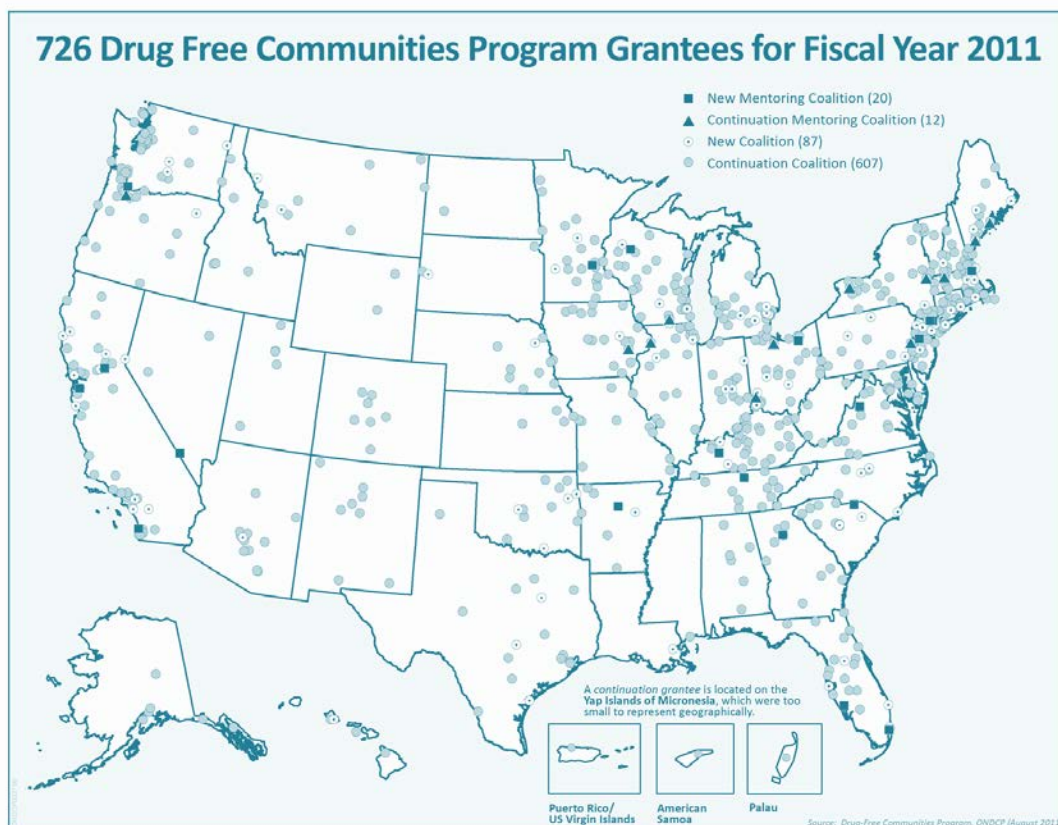 726 Drug Free Communities Program Grantees for Fiscal Year 2011
New Mentoring Coalition (20)
Continuation Mentoring Coalition (12)
New Coalition (87)
Continuation Coalition (607)
A continuation grantee is located on the
Yap Islands of Micronesia, which were too
small to represent geographically.
Puerto Rico/
US Virgin Islands
American
Samoa
Palau
Source: Drug-Free Communities Program, ONDCP (August 2011